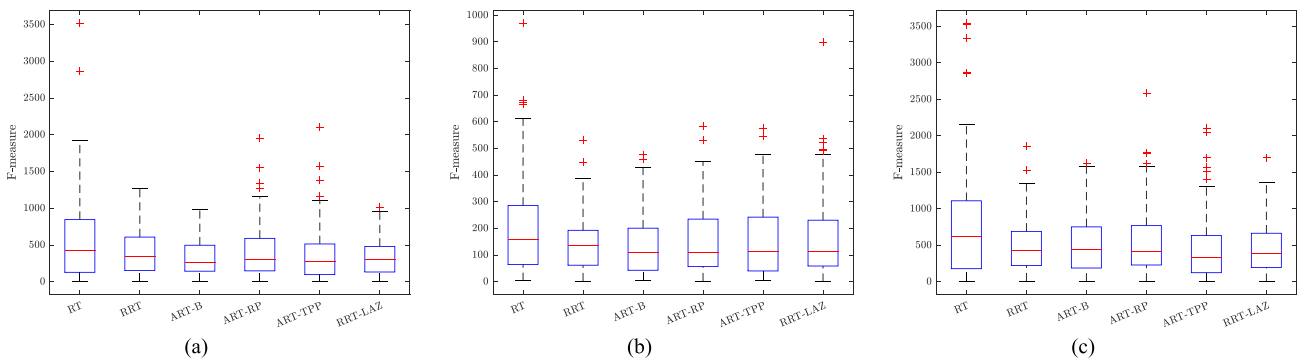 3500
3000
2500
2000
1500
1000
500
0
F-measure
RT
RRT
ART-B
ART-RP
ART-TPP
RRT-LAZ
(a)
1000
900
800
700
600
500
400
300
200
100
0
F-measure
RT
RRT
ART-B
ART-RP
ART-TPP
RRT-LAZ
(b)
3500
3000
2500
2000
1500
1000
500
0
F-measure
RT
RRT
ART-B
ART-RP
ART-TPP
RRT-LAZ
(c)